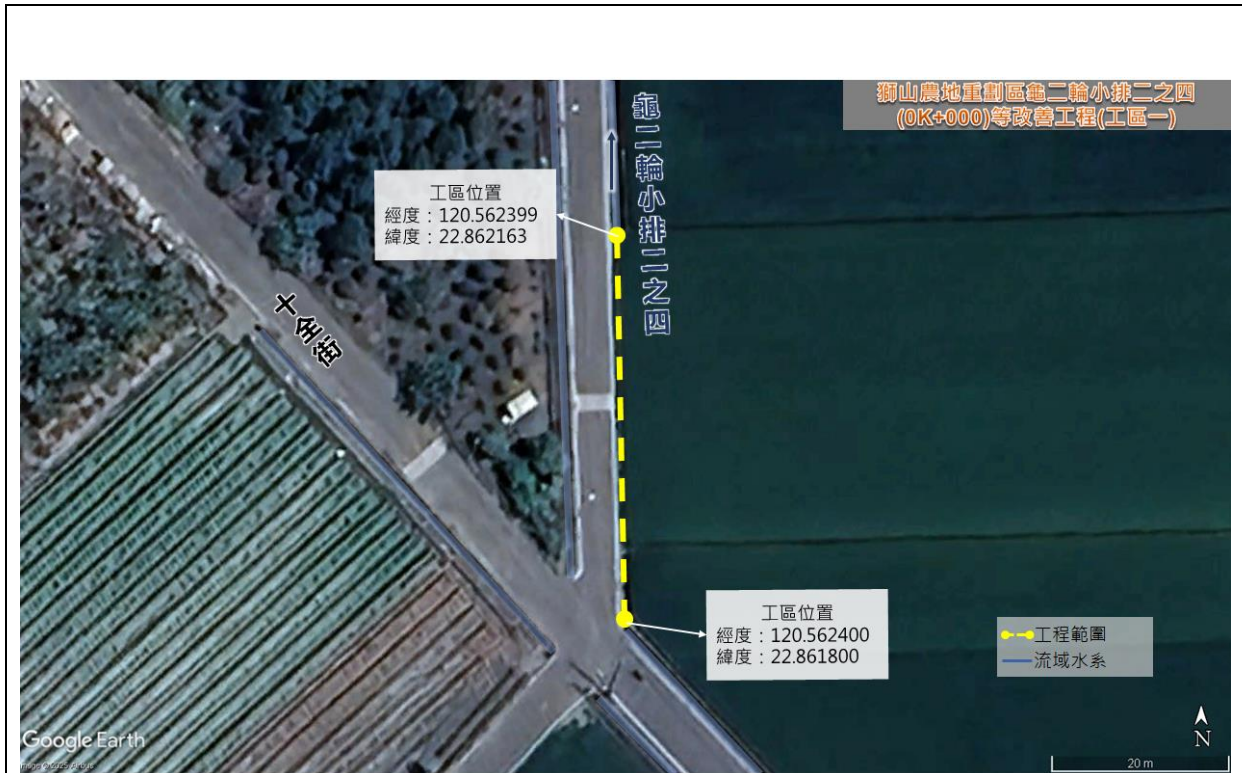 獅山農地重劃區龜二輪小排二之四
(0K+000)等改善工程(工區一)
龜二輪小排二之四
工區位置
經度：120.562399
緯度：22.862163
十全街
工區位置
經度：120.562400
緯度：22.861800
工程範圍
流域水系
Google Earth
Image © 2025 Airbus
N
20 m